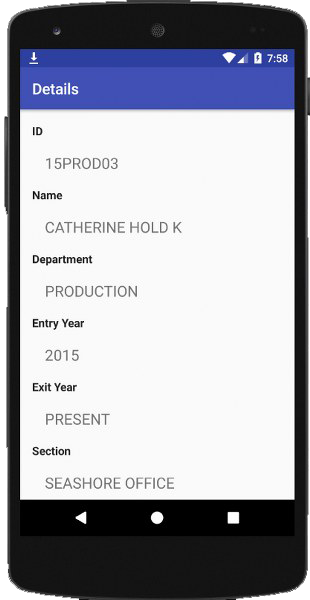 7:58
Details
ID
15PROD03
Name
CATHERINE HOLD K
Department
PRODUCTION
Entry Year
2015
Exit Year
PRESENT
Section
SEASHORE OFFICE